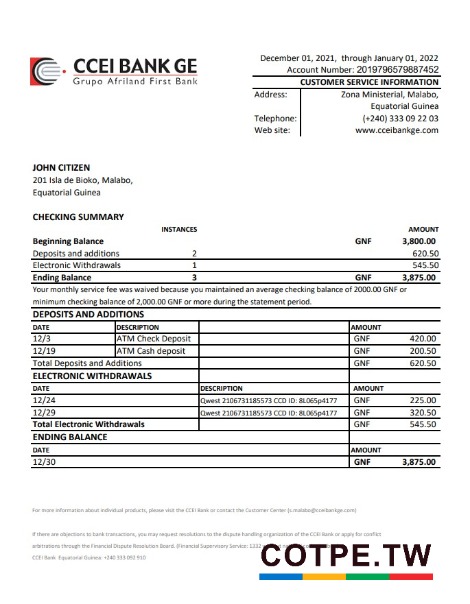 CCEI BANK GE
Grupo Afriland First Bank
December 01, 2021, through January 01, 2022
Account Number: 2019796579887452
CUSTOMER SERVICE INFORMATION
Address: Zona Ministerial, Malabo,
Equatorial Guinea
Telephone: (+240) 333 09 22 03
Web site: www.cceibankge.com
JOHN CITIZEN
201 Isla de Bioko, Malabo,
Equatorial Guinea
CHECKING SUMMARY
INSTANCES AMOUNT
Beginning Balance GNF 3,800.00
Deposits and additions 2 620.50
Electronic Withdrawals 1 545.50
Ending Balance 3 GNF 3,875.00
Your monthly service fee was waived because you maintained an average checking balance of 2000.00 GNF or
minimum checking balance of 2,000.00 GNF or more during the statement period.
DEPOSITS AND ADDITIONS
DATE DESCRIPTION AMOUNT
12/3 ATM Check Deposit GNF 420.00
12/19 ATM Cash deposit GNF 200.50
Total Deposits and Additions GNF 620.50
ELECTRONIC WITHDRAWALS
DATE DESCRIPTION AMOUNT
12/24 Qwest 2106731185573 CCD ID: 8L065p4177 GNF 225.00
12/29 Qwest 2106731185573 CCD ID: 8L065p4177 GNF 320.50
Total Electronic Withdrawals GNF 545.50
ENDING BALANCE
DATE AMOUNT
12/30 GNF 3,875.00
For more information about individual products, please visit the CCEI Bank or contact the Customer Center (s.malabo@cceibankge.com)
If there are objections to bank transactions, you may request resolutions to the dispute handling organization of the CCEI Bank or apply for conflict
arbitrations through the Financial Dispute Resolution Board. (Financial Supervisory Service: 1332
CCEI Bank Equatorial Guinea: +240 333 092 910
COTPE.TW